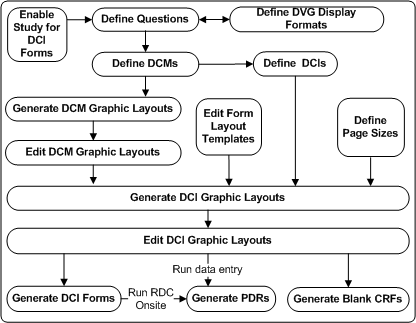 Enable
Study for
DCI
Forms
Define Questions
Define DVG Display
Formats
Define DCMs
Define DCIs
Generate DCM Graphic Layouts
Edit DCM Graphic Layouts
Edit Form
Layout
Templates
Define
Page Sizes
Generate DCI Graphic Layouts
Edit DCI Graphic Layouts
Run data entry
Generate DCI Forms
Run RDC
Onsite
Generate PDRs
Generate Blank CRFs